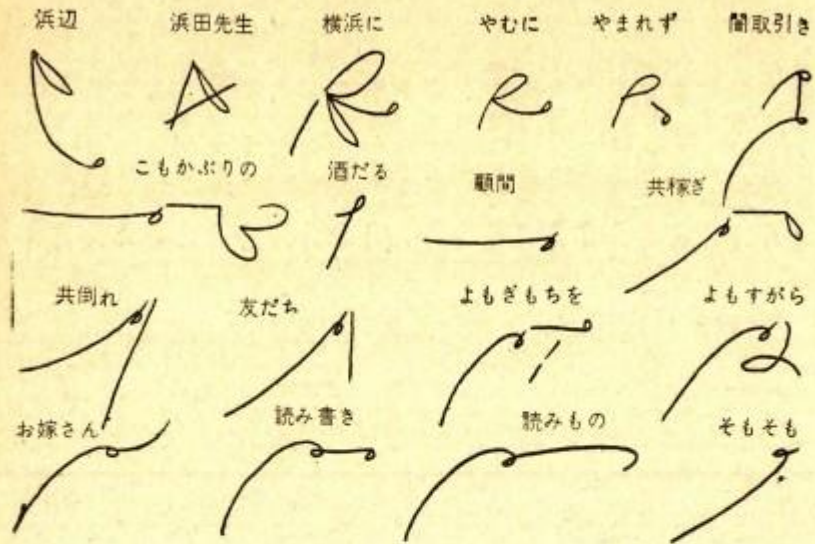 浜辺 浜田先生 横浜に やむに やまれず 闇取引き
こもかぶりの 酒だる 顧問 共稼ぎ
共倒れ 友だち よもぎもちを よもすがら
お嫁さん 読み書き 読みもの そもそも